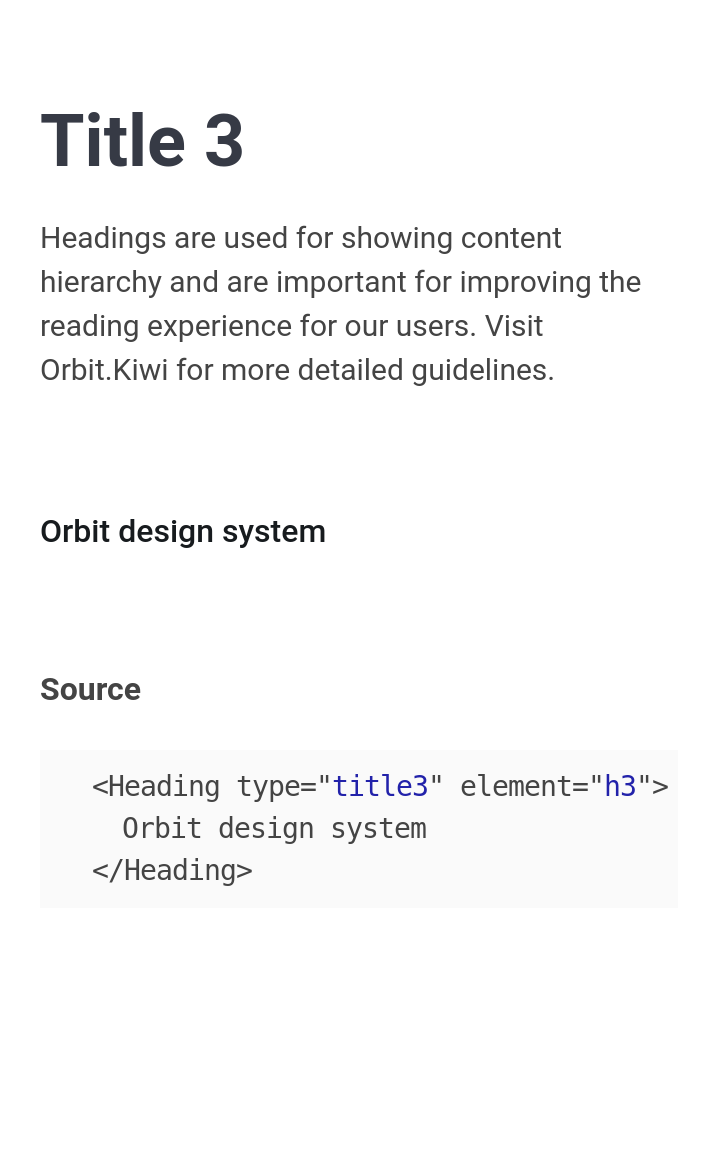 Title 3
Headings are used for showing content
hierarchy and are important for improving the
reading experience for our users. Visit
Orbit.Kiwi for more detailed guidelines.
Orbit design system
Source
<Heading type="title3" element="h3">
  Orbit design system
</Heading>